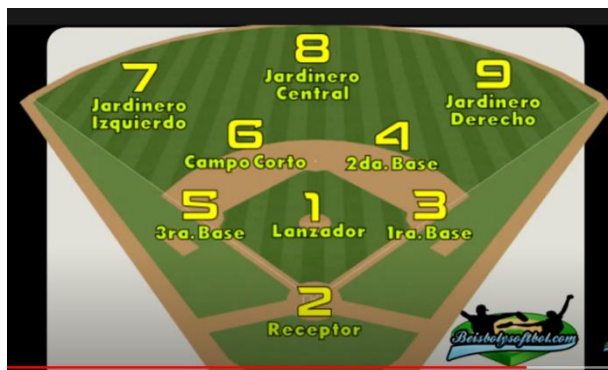 8
Jardinero
Central
7
Jardinero
Izquierdo
9
Jardinero
Derecho
6
Campo Corto
4
2da. Base
5
3ra. Base
1
Lanzador
3
1ra. Base
2
Receptor
Beisbolysoftbol.com